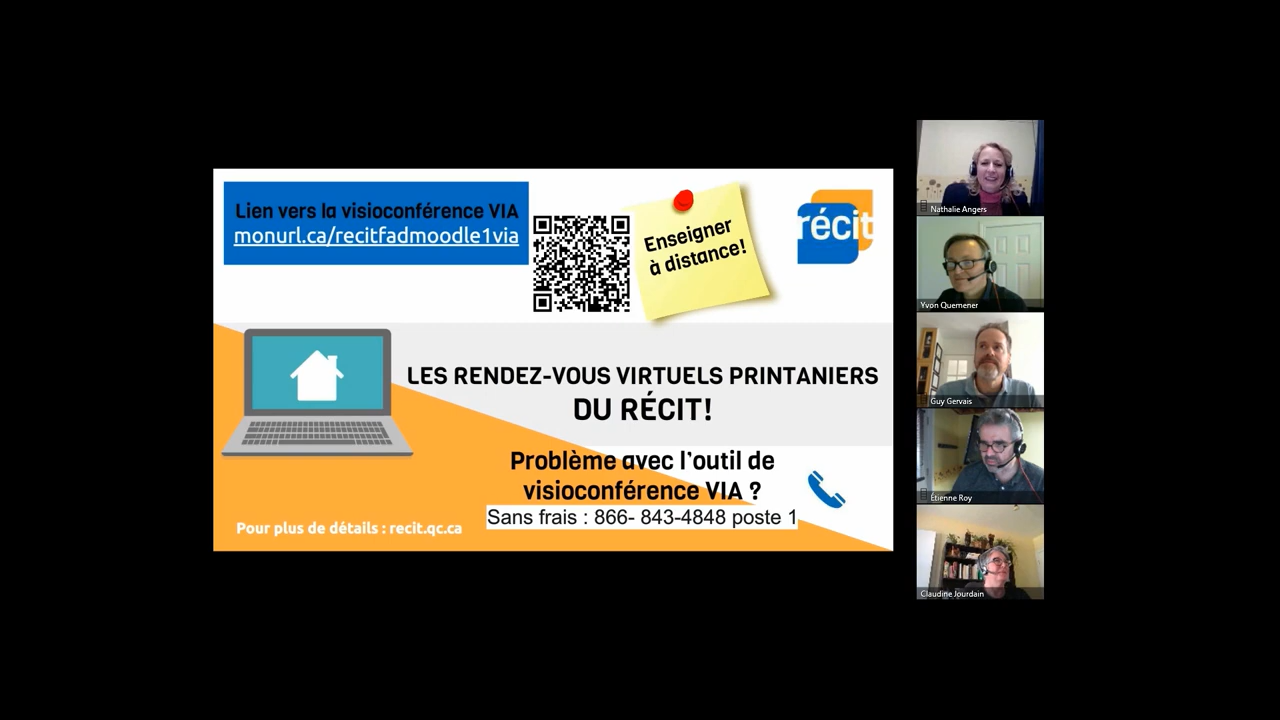 Lien vers la visioconférence VIA
monurl.ca/recitfadmoodle1via
Enseigner
à distance!
récit
LES RENDEZ-VOUS VIRTUELS PRINTANIERS
DU RÉCIT!
Problème avec l'outil de
visioconférence VIA ?
Sans frais : 866- 843-4848 poste 1
Pour plus de détails : recit.qc.ca
Nathalie Angers
Yvon Quemener
Guy Gervais
Étienne Roy
Claudine Jourdain